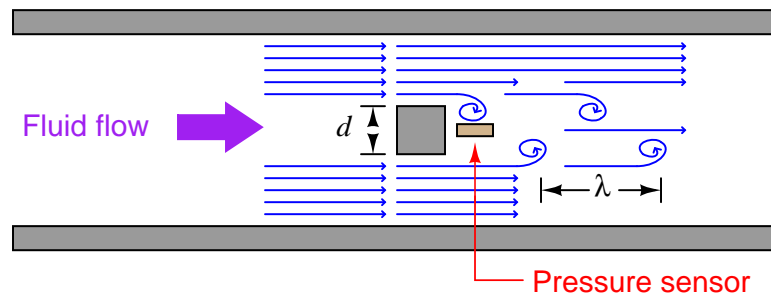 Fluid flow
d
λ
Pressure sensor